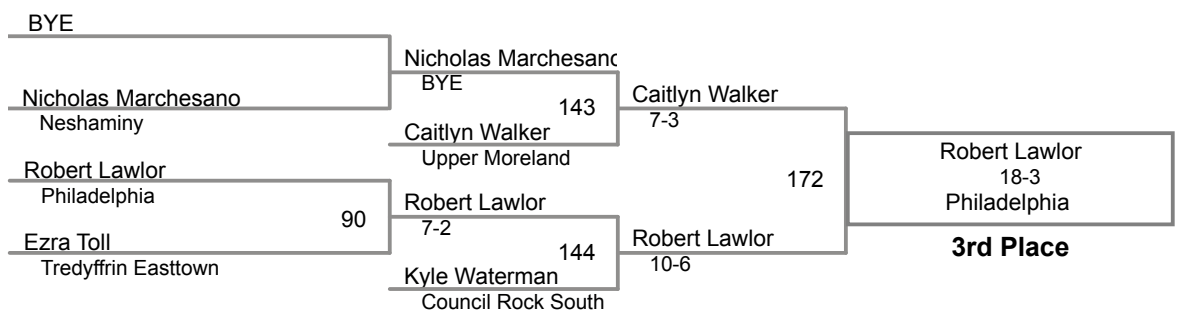 BYE
Nicholas Marchesano
Neshaminy
Robert Lawlor
Philadelphia
90
Ezra Toll
Tredyffrin Easttown
Nicholas Marchesano
BYE
143
Caitlyn Walker
Upper Moreland
Robert Lawlor
7-2
144
Kyle Waterman
Council Rock South
Caitlyn Walker
7-3
172
Robert Lawlor
10-6
Robert Lawlor
18-3
Philadelphia
3rd Place